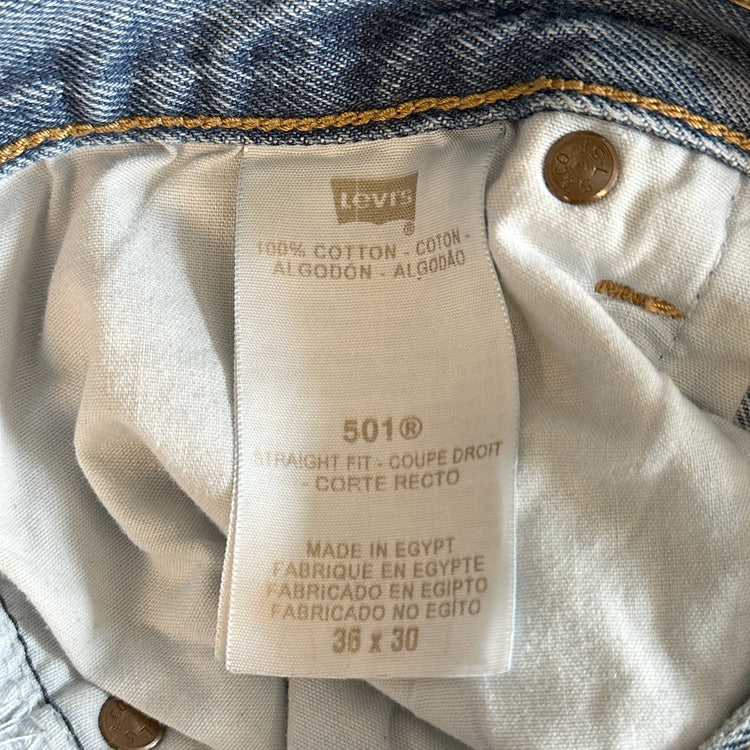 Levi's
®
100% COTTON - COTON -
ALGODÓN - ALGODÃO
501®
STRAIGHT FIT - COUPE DROIT
- CORTE RECTO
MADE IN EGYPT
FABRIQUE EN EGYPTE
FABRICADO EN EGIPTO
FABRICADO NO EGITO
36 x 30